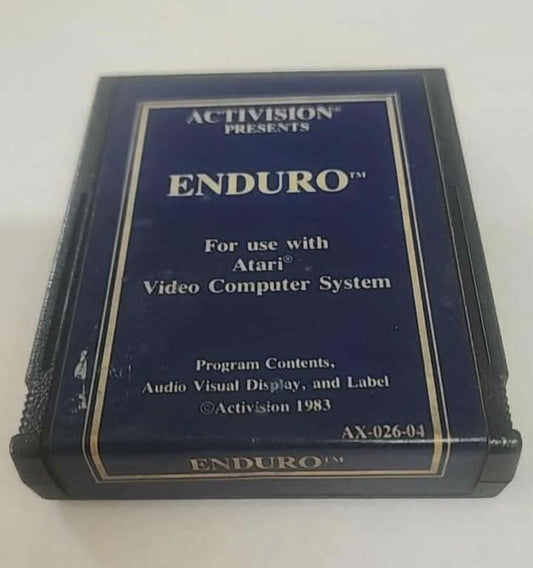 ACTIVISION®
PRESENTS
ENDURO™
For use with
Atari®
Video Computer System
Program Contents,
Audio Visual Display, and Label
©Activision 1983
AX-026-04
ENDURO™